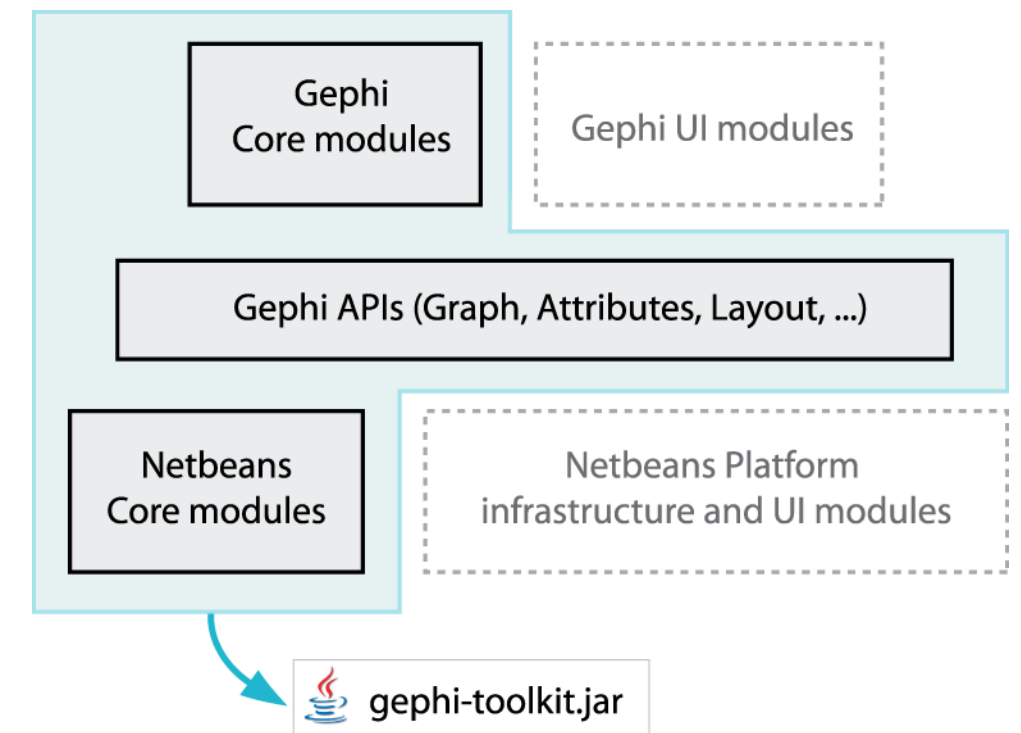 Gephi
Core modules
Gephi UI modules
Gephi APIs (Graph, Attributes, Layout, ...)
Netbeans
Core modules
Netbeans Platform
infrastructure and UI modules
gephi-toolkit.jar